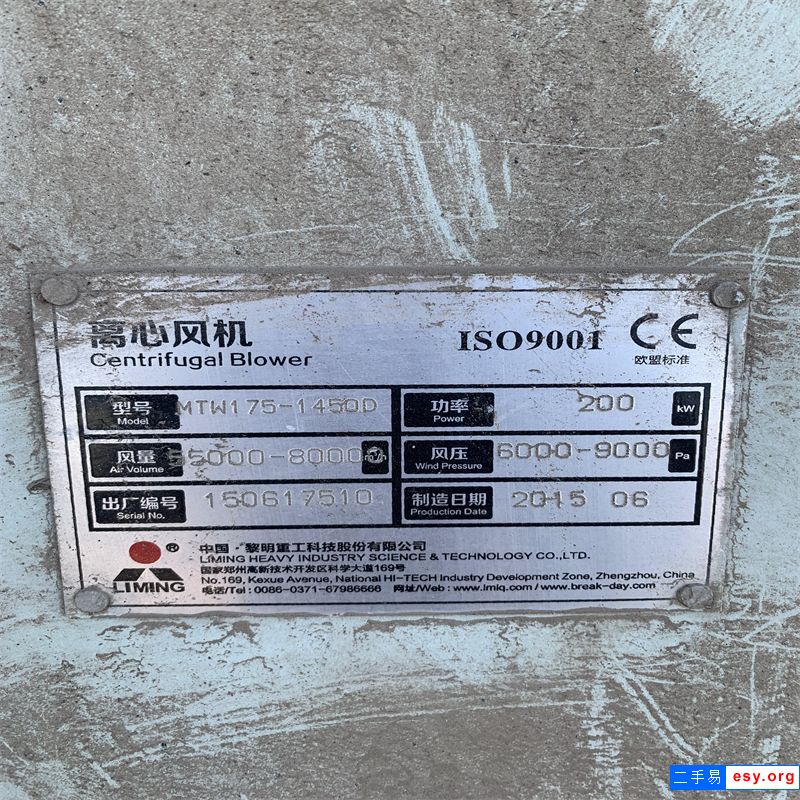 离心风机
Centrifugal Blower
ISO9001 CE
欧盟标准
型号 MTW175-1450D 功率 200 kW
Model Power
风量 55000-80000 m³/h 风压 6000-9000 Pa
Air Volume Wind Pressure
出厂编号 150617510 制造日期 2015 06
Serial No. Production Date
中国·黎明重工科技股份有限公司
LIMING HEAVY INDUSTRY SCIENCE & TECHNOLOGY CO.,LTD.
国家郑州高新技术开发区科学大道169号
No.169, Kexue Avenue, National HI-TECH Industry Development Zone, Zhengzhou, China
电话/Tel : 0086-0371-67986666 网址/Web : www.lmlq.com / www.break-day.com
® LIMING
二手易 esy.org